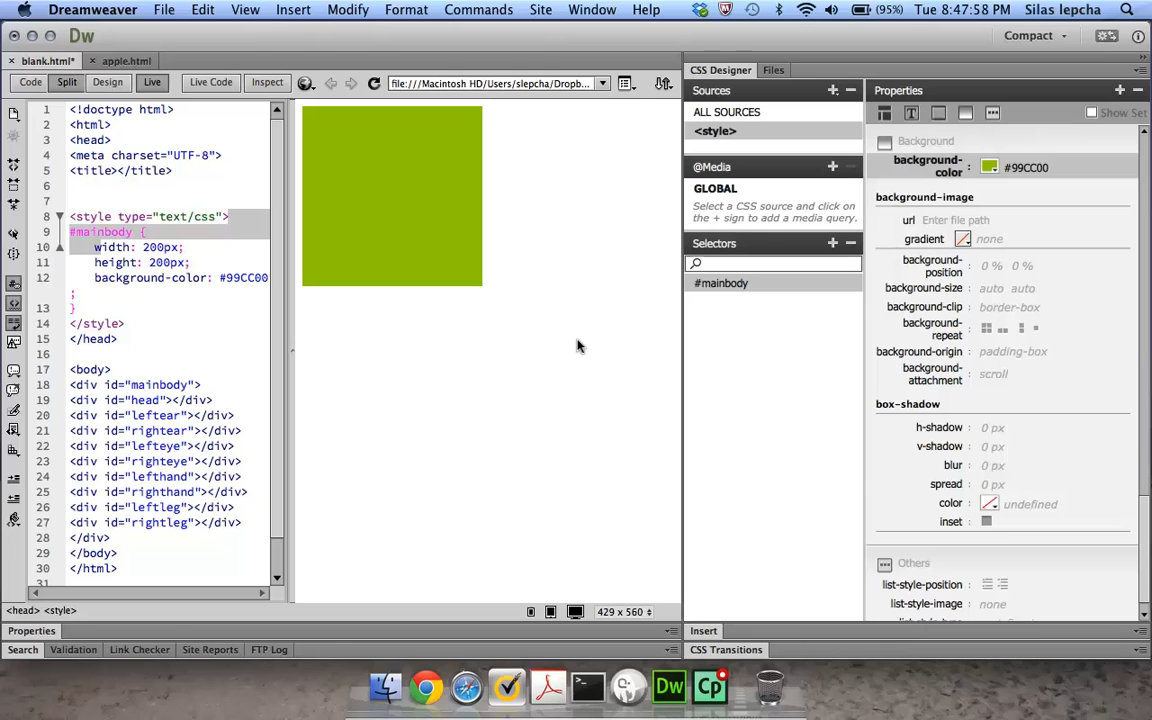 Dreamweaver File Edit View Insert Modify Format Commands Site Window Help (95%) Tue 8:47:58 PM Silas lepcha
Dw Compact
× blank.html* × apple.html
Code Split Design Live Live Code Inspect file:///Macintosh HD/Users/slepcha/Dropb...
1 <!doctype html>
2 <html>
3 <head>
4 <meta charset="UTF-8">
5 <title></title>
6
7
8 <style type="text/css">
9 #mainbody {
10 width: 200px;
11 height: 200px;
12 background-color: #99CC00
;
13 }
14 </style>
15 </head>
16
17 <body>
18 <div id="mainbody">
19 <div id="head"></div>
20 <div id="leftear"></div>
21 <div id="rightear"></div>
22 <div id="lefteye"></div>
23 <div id="righteye"></div>
24 <div id="lefthand"></div>
25 <div id="righthand"></div>
26 <div id="leftleg"></div>
27 <div id="rightleg"></div>
28 </div>
29 </body>
30 </html>
31
<head> <style> 429 x 560
Properties
Search Validation Link Checker Site Reports FTP Log
CSS Designer Files
Sources
ALL SOURCES
<style>
@Media
GLOBAL
Select a CSS source and click on
the + sign to add a media query.
Selectors
#mainbody
Insert
CSS Transitions
Properties
T Show Set
Background
background-color : #99CC00
background-image
url Enter file path
gradient none
background-position : 0 % 0 %
background-size : auto auto
background-clip : border-box
background-repeat :
background-origin : padding-box
background-attachment : scroll
box-shadow
h-shadow : 0 px
v-shadow : 0 px
blur : 0 px
spread : 0 px
color : undefined
inset :
Others
list-style-position :
list-style-image : none
Dw Cp